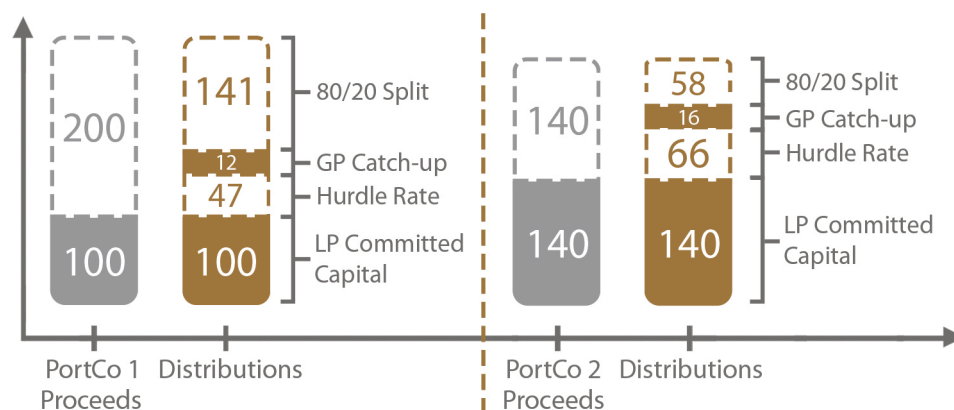 200
100
141
12
47
100
80/20 Split
GP Catch-up
Hurdle Rate
LP Committed
Capital
PortCo 1
Proceeds
Distributions
140
140
58
16
66
140
80/20 Split
GP Catch-up
Hurdle Rate
LP Committed
Capital
PortCo 2
Proceeds
Distributions